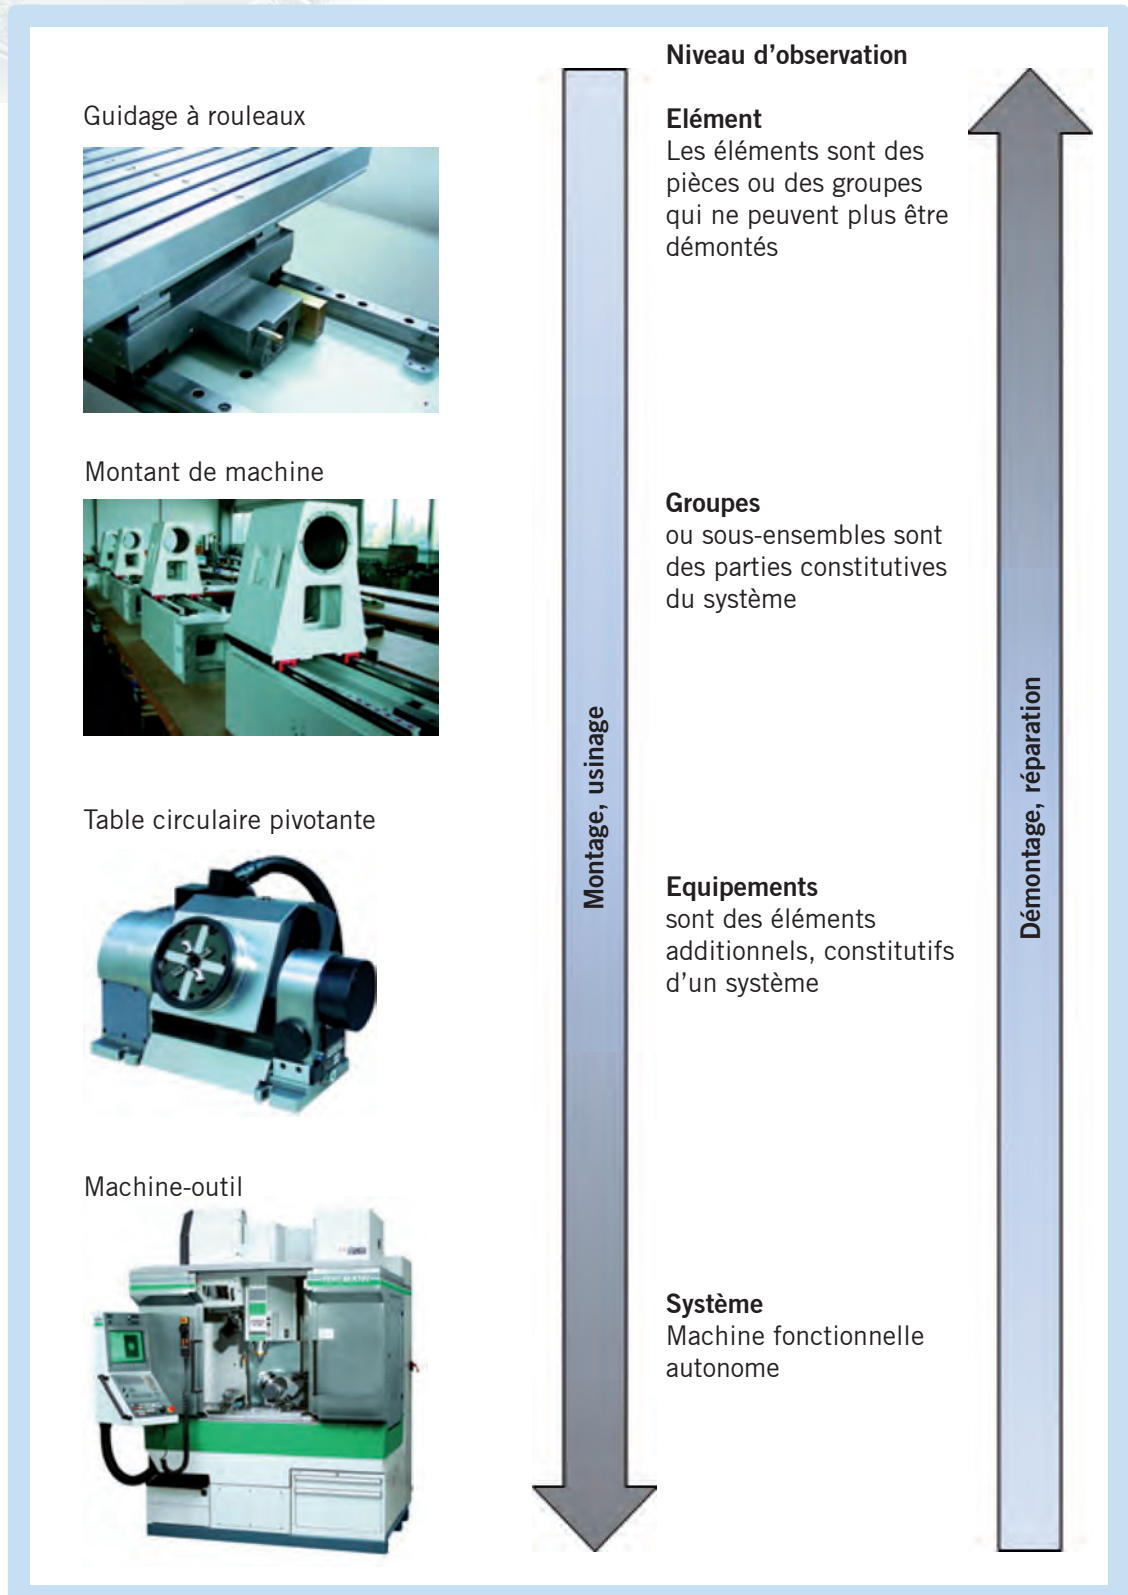 Niveau d'observation
Guidage à rouleaux
Elément
Les éléments sont des
pièces ou des groupes
qui ne peuvent plus être
démontés
Montant de machine
Groupes
ou sous-ensembles sont
des parties constitutives
du système
Montage, usinage
Démontage, réparation
Table circulaire pivotante
Equipements
sont des éléments
additionnels, constitutifs
d'un système
Machine-outil
Système
Machine fonctionnelle
autonome